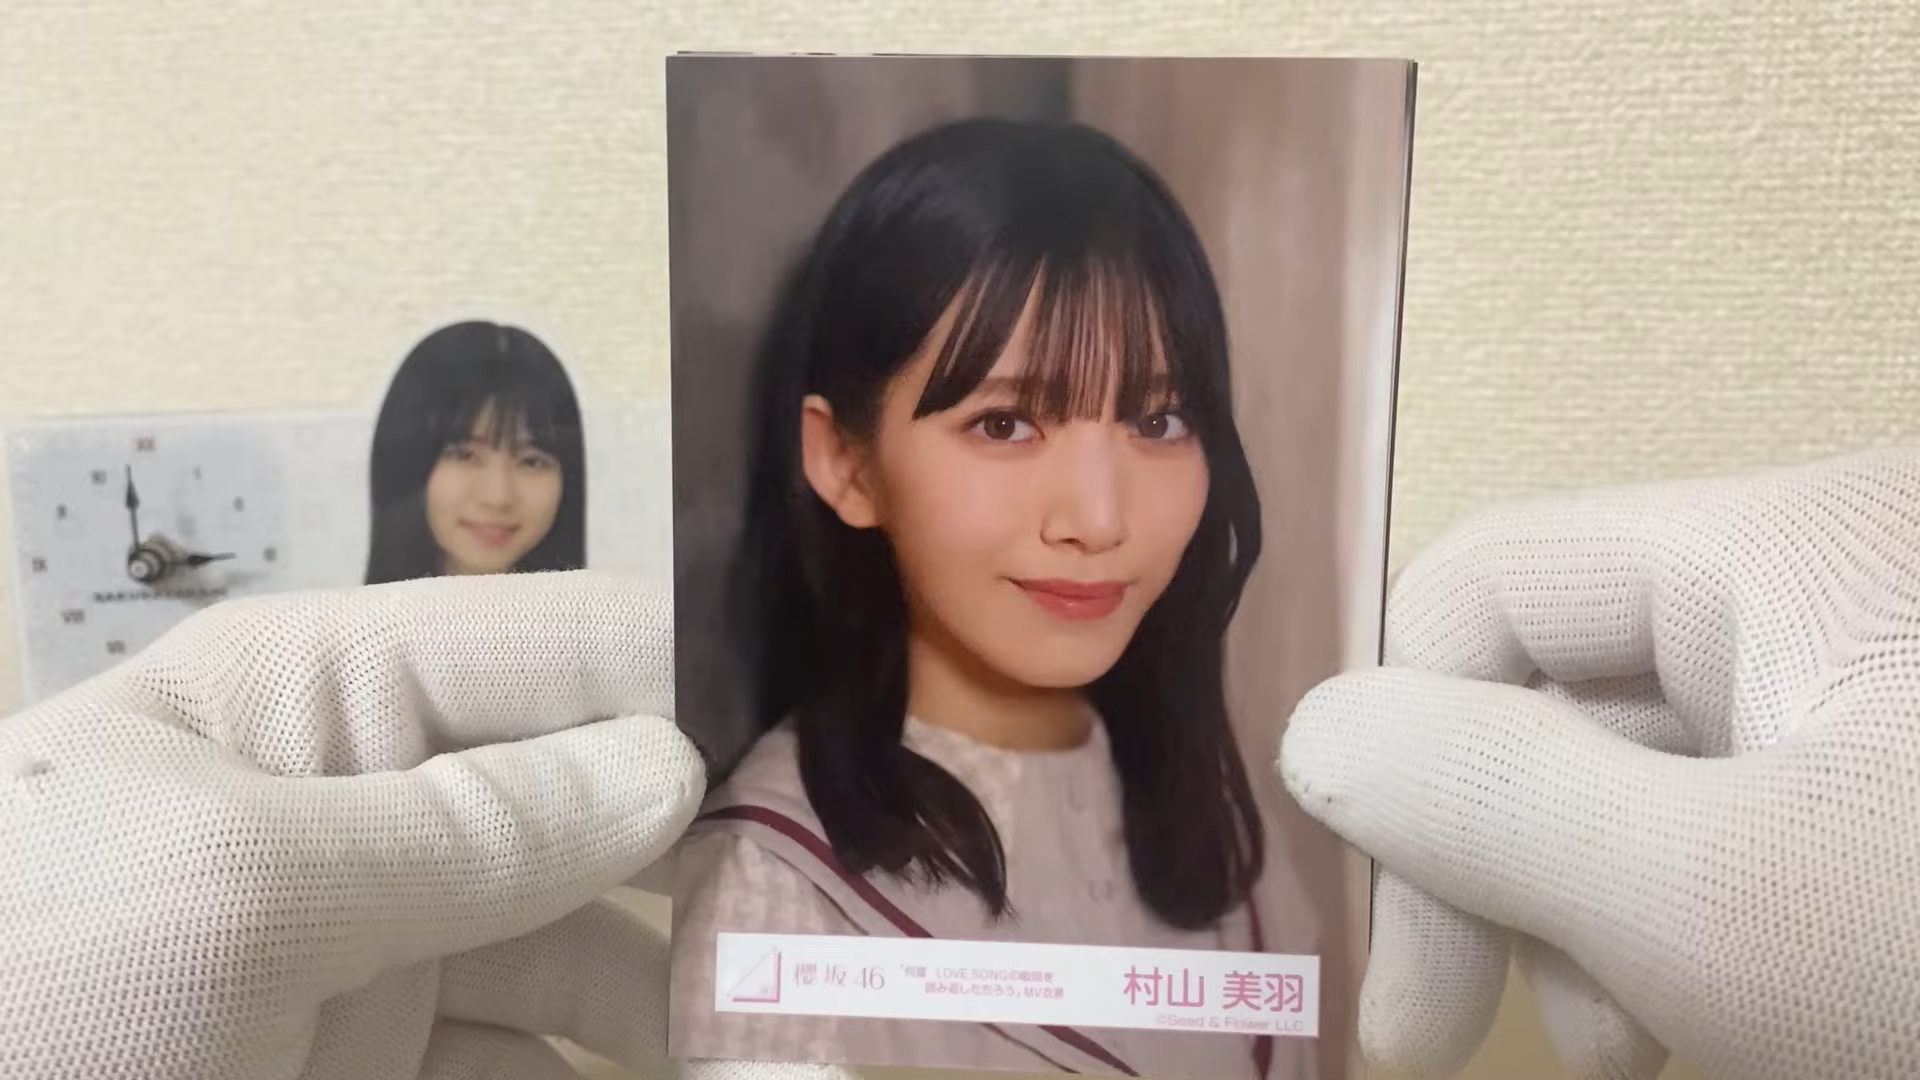 櫻坂46
「何度 LOVE SONGの歌詞を
読み返しただろう」MV衣装
村山 美羽
©Seed & Flower LLC